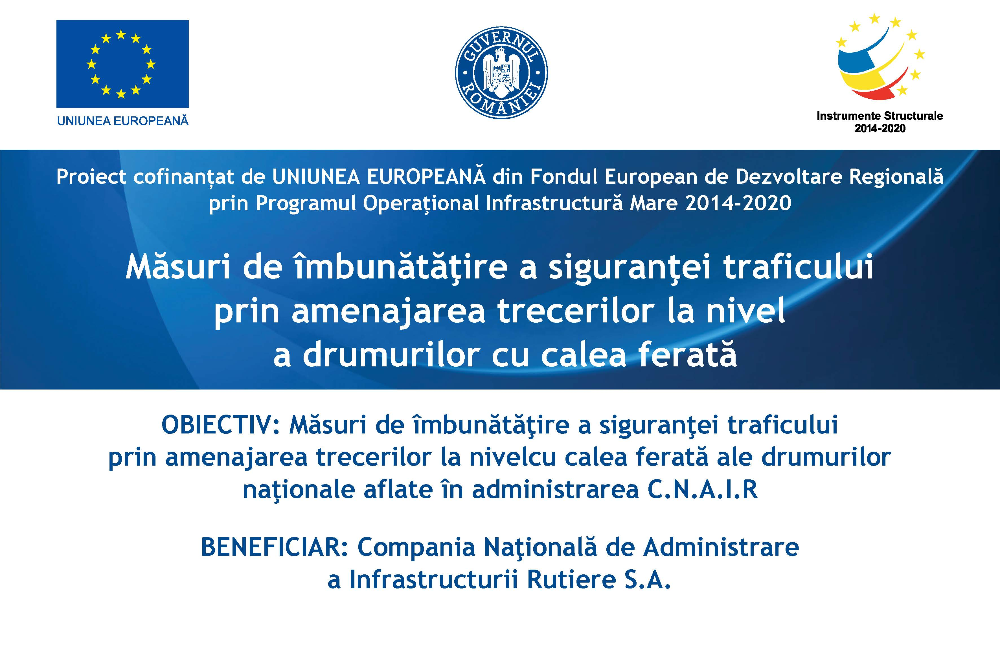 UNIUNEA EUROPEANĂ
GUVERNUL ROMÂNIEI
Instrumente Structurale
2014-2020
Proiect cofinanțat de UNIUNEA EUROPEANĂ din Fondul European de Dezvoltare Regională
prin Programul Operaţional Infrastructură Mare 2014-2020
Măsuri de îmbunătăţire a siguranţei traficului
prin amenajarea trecerilor la nivel
a drumurilor cu calea ferată
OBIECTIV: Măsuri de îmbunătăţire a siguranţei traficului
prin amenajarea trecerilor la nivelcu calea ferată ale drumurilor
naţionale aflate în administrarea C.N.A.I.R
BENEFICIAR: Compania Naţională de Administrare
a Infrastructurii Rutiere S.A.